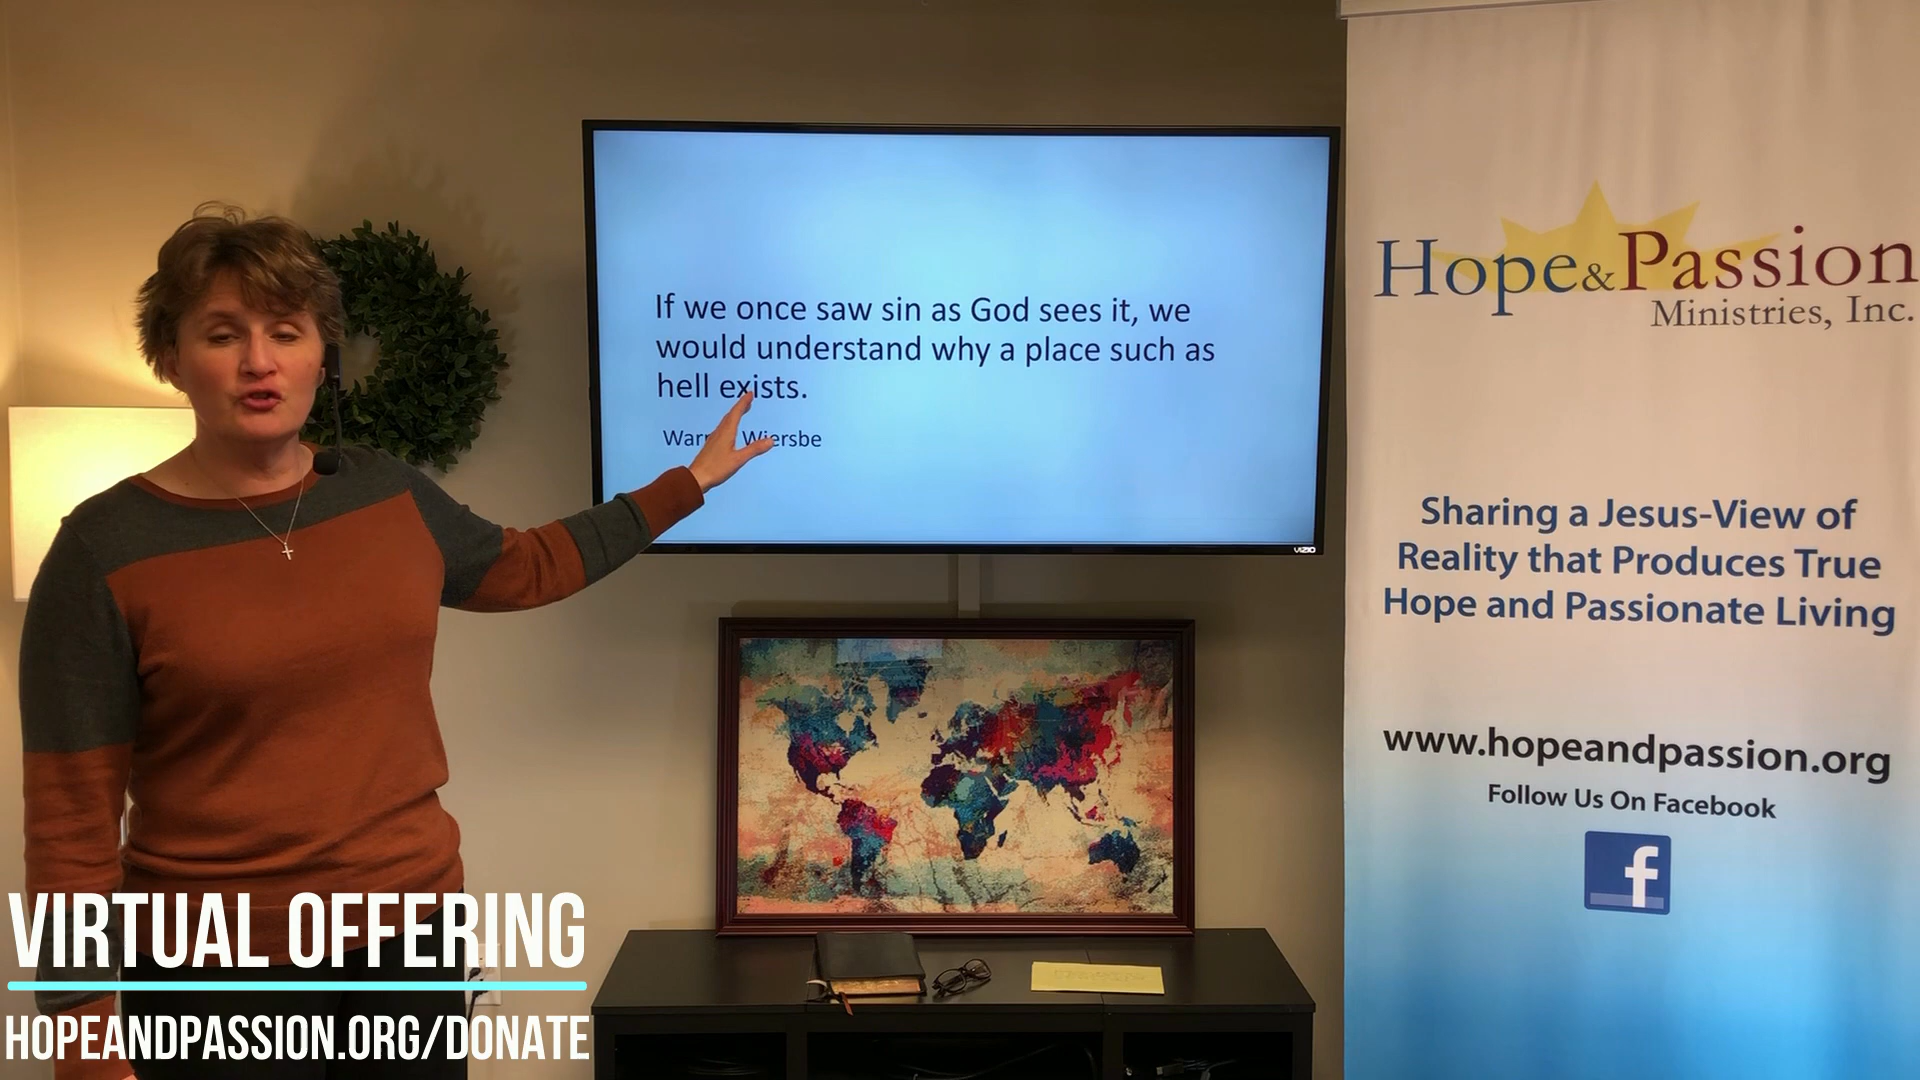 If we once saw sin as God sees it, we
would understand why a place such as
hell exists.
Wiersbe
VIZIO
Hope&Passion
Ministries, Inc.
Sharing a Jesus-View of
Reality that Produces True
Hope and Passionate Living
www.hopeandpassion.org
Follow Us On Facebook
f
VIRTUAL OFFERING
HOPEANDPASSION.ORG/DONATE